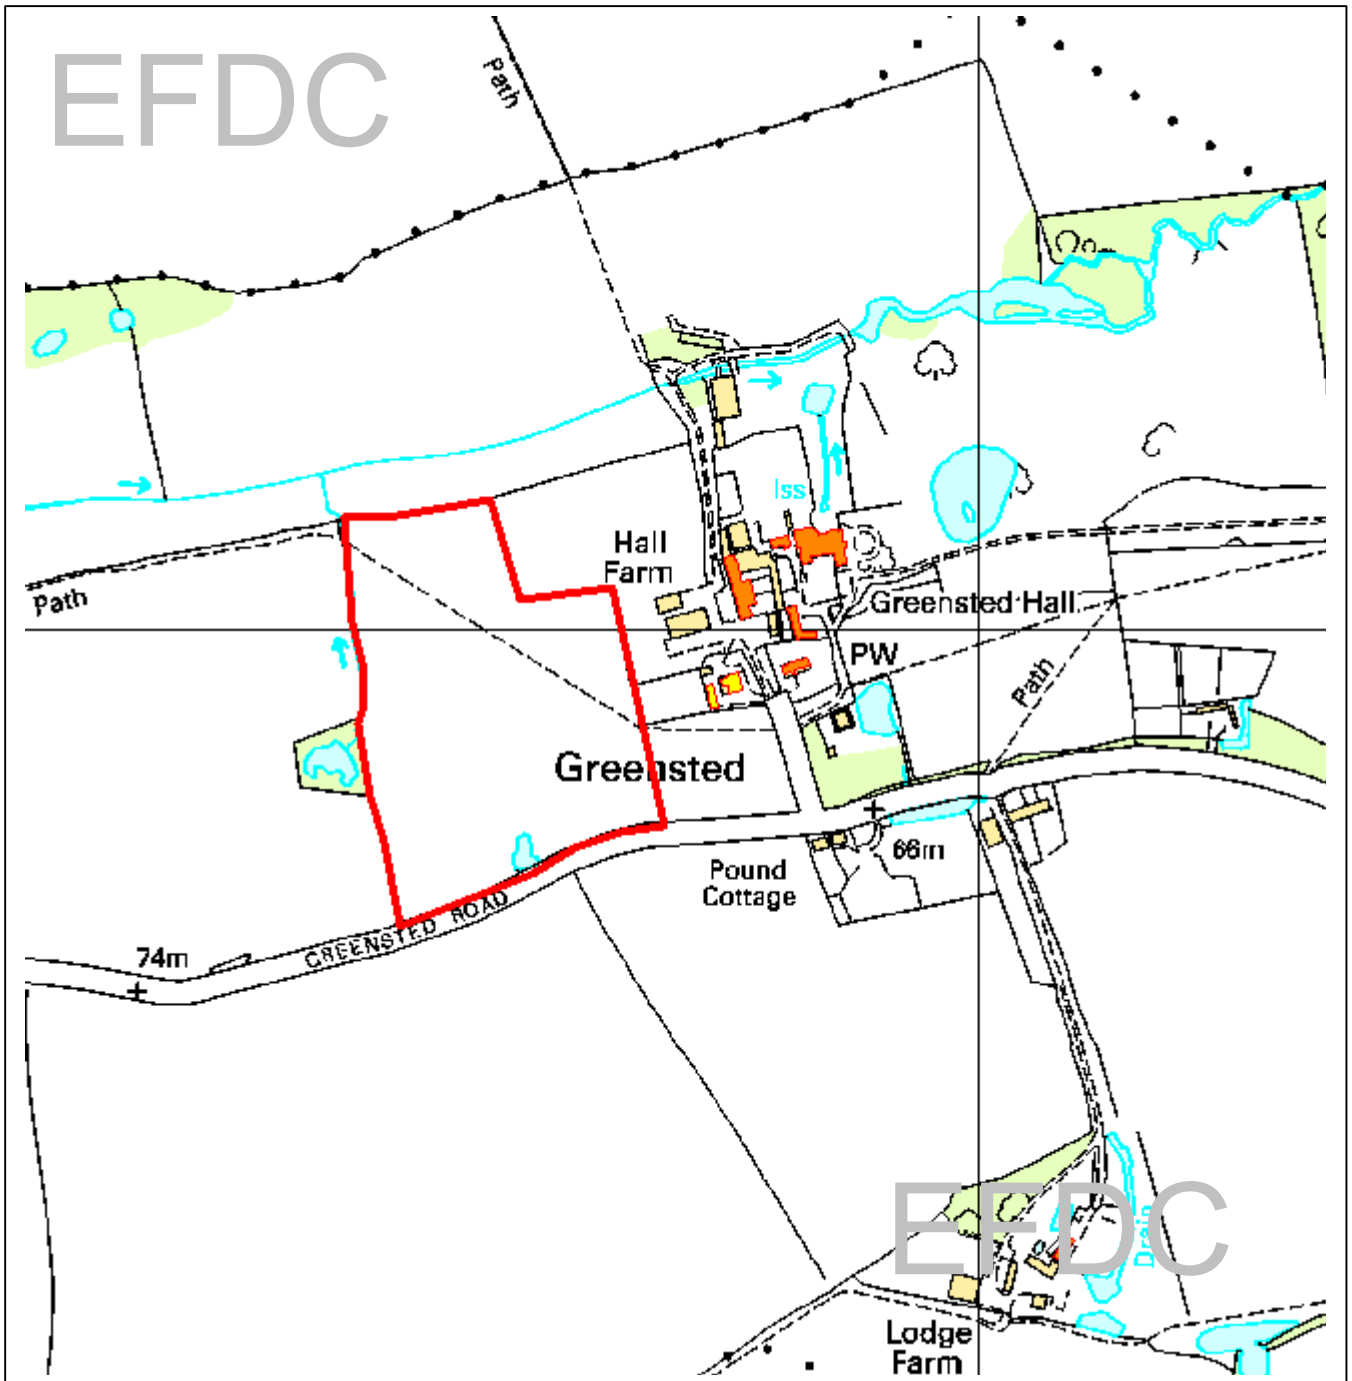 EFDC
Path
Iss
Hall
Farm
Path
Greensted Hall
PW
Path
Greensted
66m
Pound
Cottage
GREENSTED ROAD
74m
EFDC
Drain
Lodge
Farm